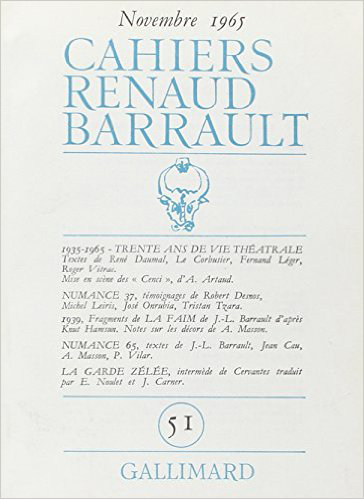 Novembre 1965
CAHIERS
RENAUD
BARRAULT
1935-1965 - TRENTE ANS DE VIE THÉATRALE
Textes de René Daumal, Le Corbusier, Fernand Léger,
Roger Vitrac.
Mise en scène des « Cenci », d'A. Artaud.
NUMANCE 37, témoignages de Robert Desnos,
Michel Leiris, José Onrubia, Tristan Tzara.
1939, Fragments de LA FAIM de J.-L. Barrault d'après
Knut Hamsun. Notes sur les décors de A. Masson.
NUMANCE 65, textes de J.-L. Barrault, Jean Cau,
A. Masson, P. Vilar.
LA GARDE ZÉLÉE, intermède de Cervantes traduit
par E. Noulet et J. Carner.
51
GALLIMARD